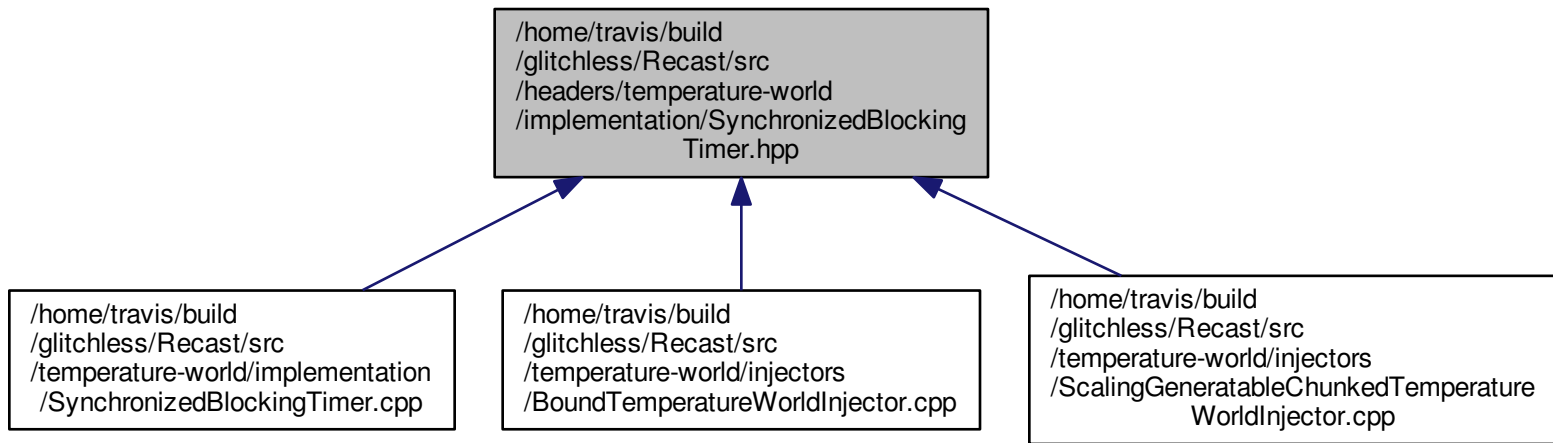 /home/travis/build
/glitchless/Recast/src
/headers/temperature-world
/implementation/SynchronizedBlocking
Timer.hpp
/home/travis/build
/glitchless/Recast/src
/temperature-world/implementation
/SynchronizedBlockingTimer.cpp
/home/travis/build
/glitchless/Recast/src
/temperature-world/injectors
/BoundTemperatureWorldInjector.cpp
/home/travis/build
/glitchless/Recast/src
/temperature-world/injectors
/ScalingGeneratableChunkedTemperature
WorldInjector.cpp